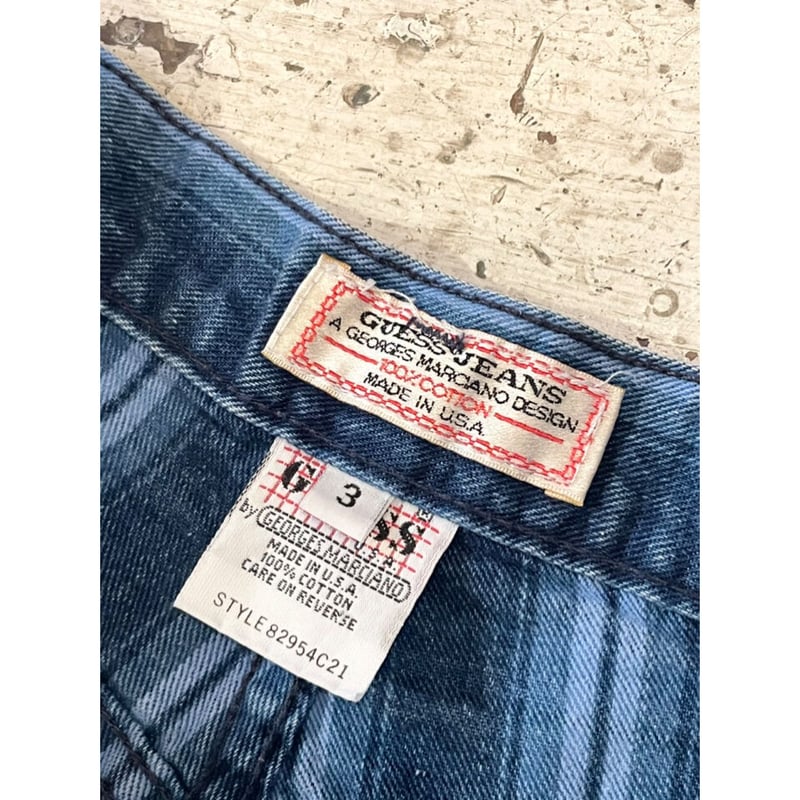 GUESS JEANS
A GEORGES MARCIANO DESIGN
100% COTTON
MADE IN U.S.A.
G SS
3
U.S.A.
by GEORGES MARCIANO
MADE IN U.S.A.
100% COTTON
CARE ON REVERSE
STYLE 82954C21